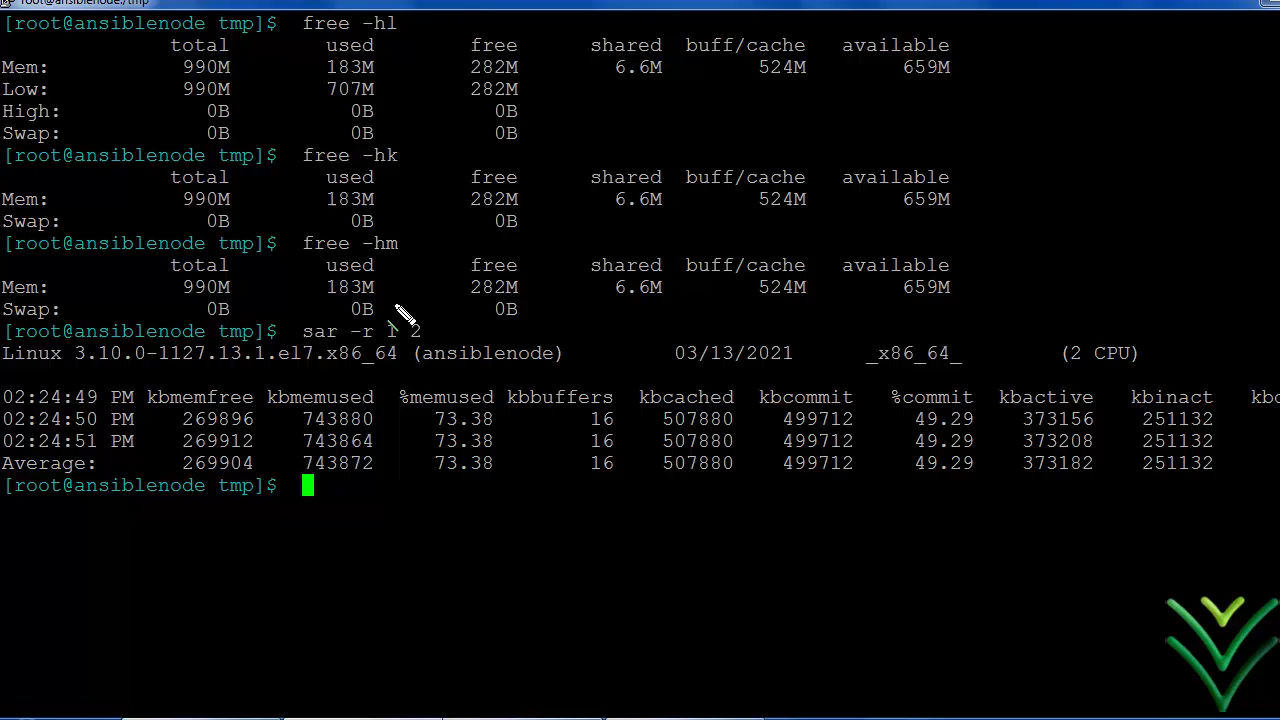 root@ansiblenode:/tmp
[root@ansiblenode tmp]$ free -hl
total used free shared buff/cache available
Mem: 990M 183M 282M 6.6M 524M 659M
Low: 990M 707M 282M
High: 0B 0B 0B
Swap: 0B 0B 0B
[root@ansiblenode tmp]$ free -hk
total used free shared buff/cache available
Mem: 990M 183M 282M 6.6M 524M 659M
Swap: 0B 0B 0B
[root@ansiblenode tmp]$ free -hm
total used free shared buff/cache available
Mem: 990M 183M 282M 6.6M 524M 659M
Swap: 0B 0B 0B
[root@ansiblenode tmp]$ sar -r 1 2
Linux 3.10.0-1127.13.1.el7.x86_64 (ansiblenode) 03/13/2021 _x86_64_ (2 CPU)
02:24:49 PM kbmemfree kbmemused %memused kbbuffers kbcached kbcommit %commit kbactive kbinact
02:24:50 PM 269896 743880 73.38 16 507880 499712 49.29 373156 251132
02:24:51 PM 269912 743864 73.38 16 507880 499712 49.29 373208 251132
Average: 269904 743872 73.38 16 507880 499712 49.29 373182 251132
[root@ansiblenode tmp]$